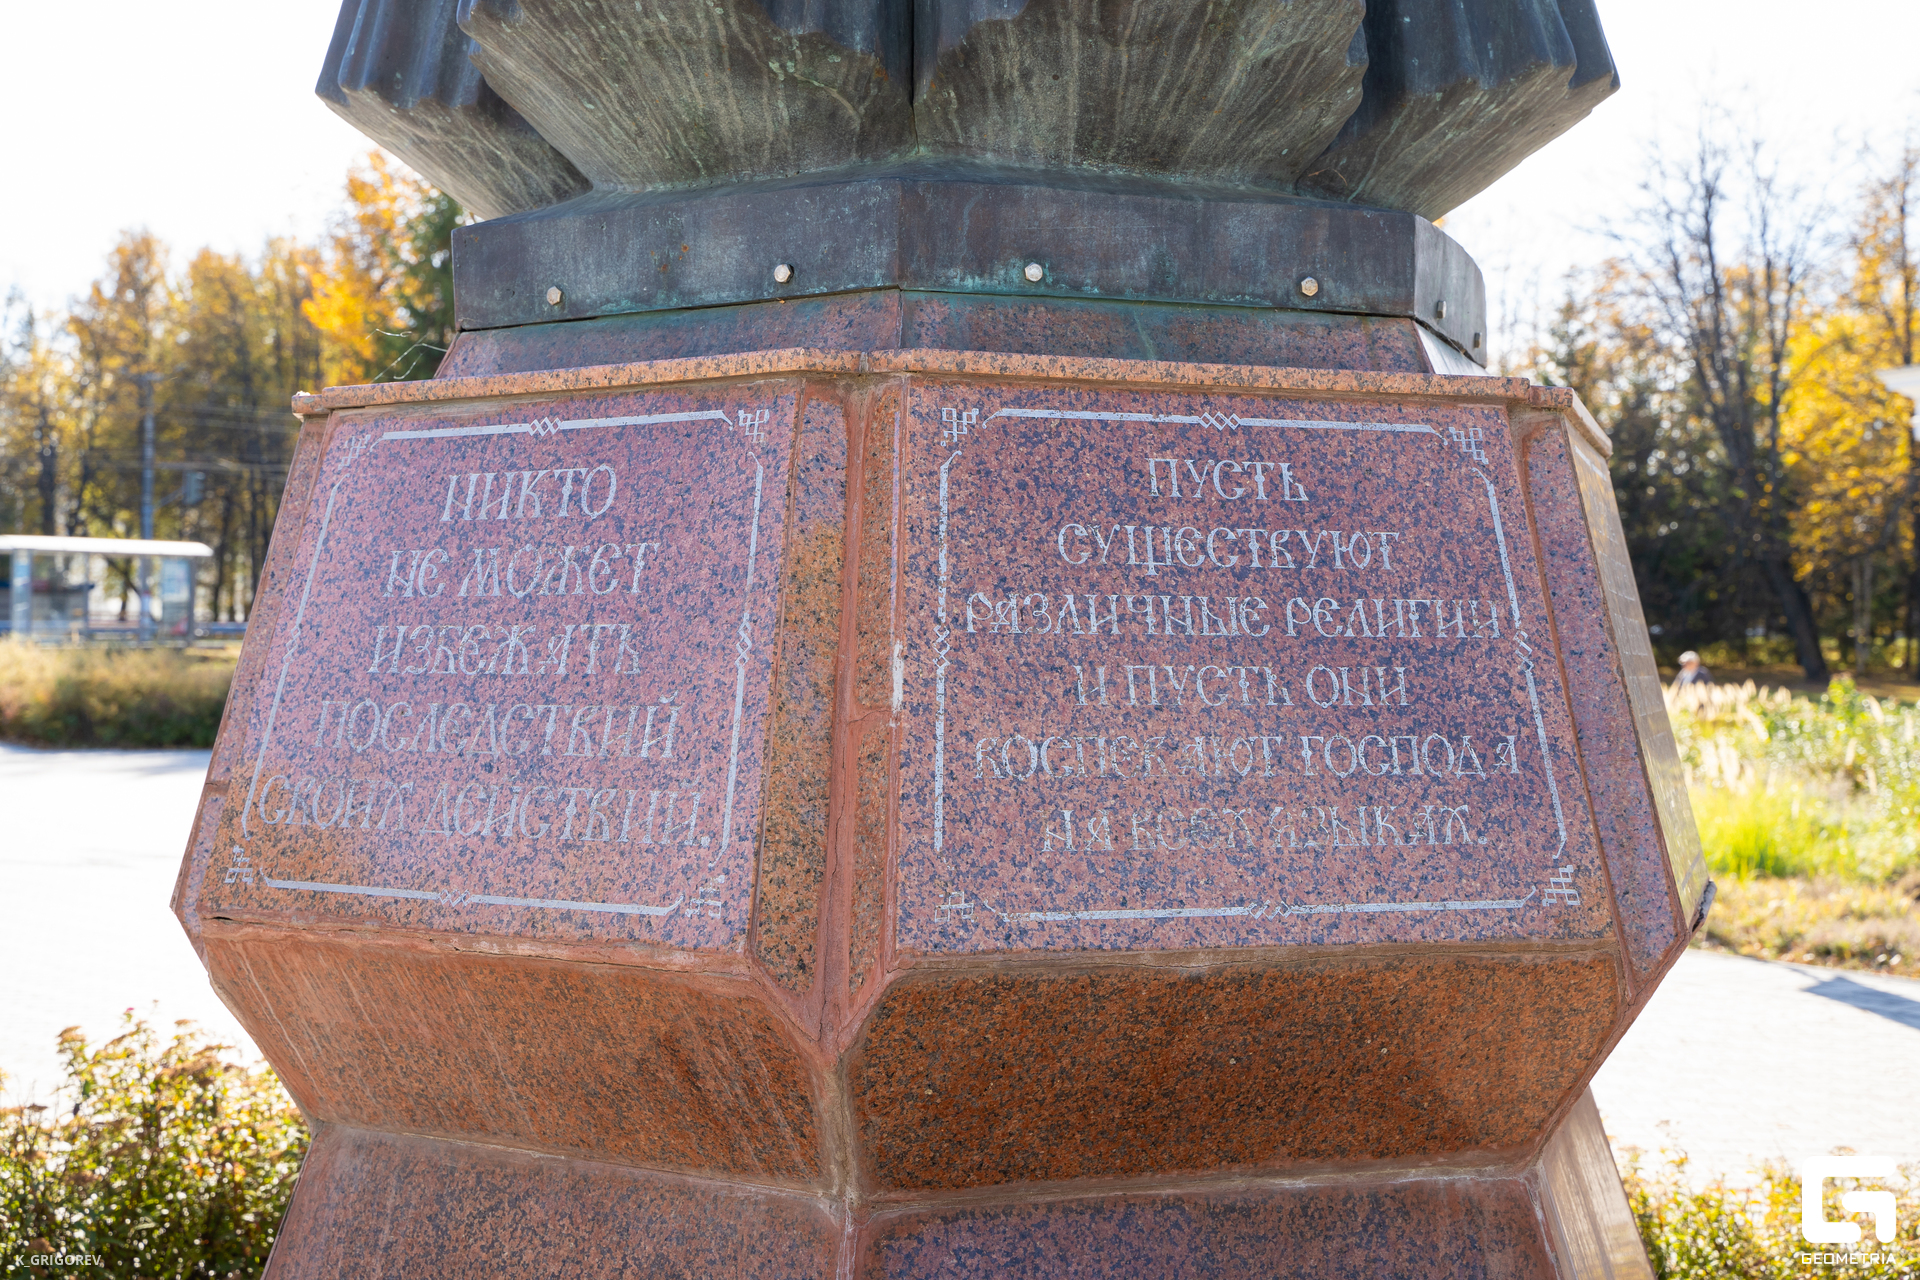 НИКТО
НЕ МОЖЕТ
ИЗБЕЖАТЬ
ПОСЛЕДСТВИЙ
СВОИХ ДЕЙСТВИЙ.
ПУСТЬ
СУЩЕСТВУЮТ
РАЗЛИЧНЫЕ РЕЛИГИИ
И ПУСТЬ ОНИ
ВОСПЕВАЮТ ГОСПОДА
НА ВСЕХ ЯЗЫКАХ.
K_GRIGOREV
GEOMETRIA